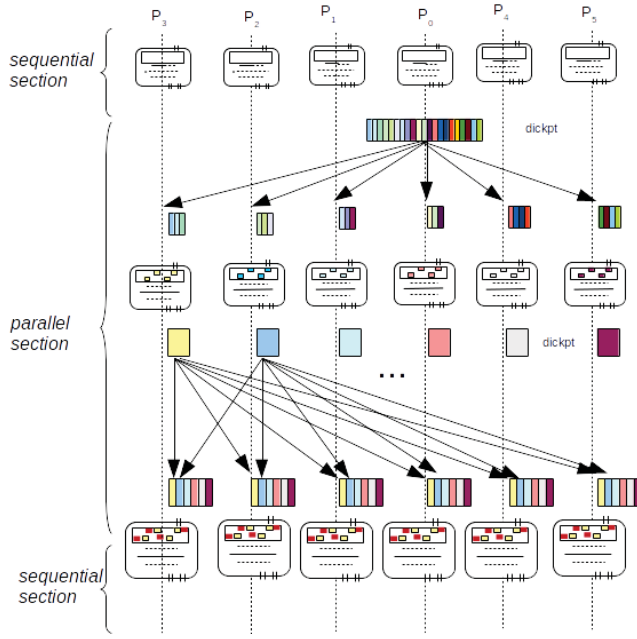 P3 P2 P1 P0 P4 P5
sequential
section
dickpt
parallel
section
dickpt
...
sequential
section